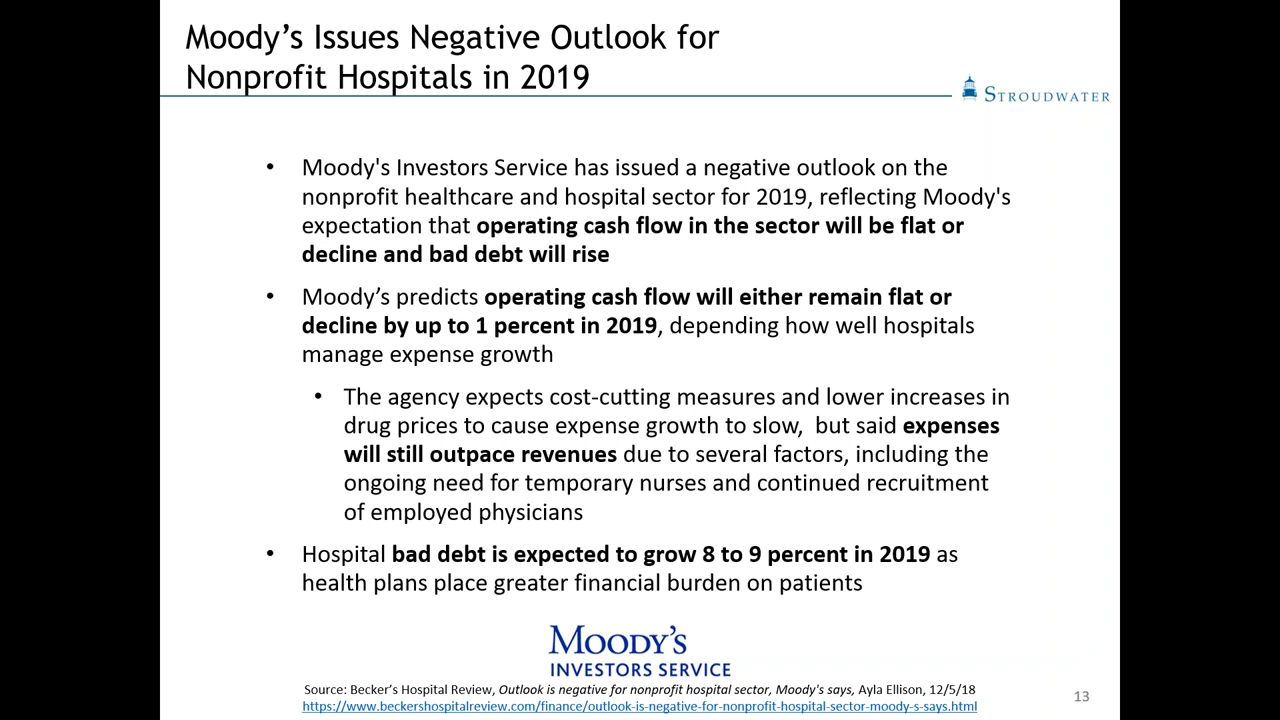 Moody’s Issues Negative Outlook for
Nonprofit Hospitals in 2019
STROUDWATER
• Moody's Investors Service has issued a negative outlook on the
nonprofit healthcare and hospital sector for 2019, reflecting Moody's
expectation that operating cash flow in the sector will be flat or
decline and bad debt will rise
• Moody’s predicts operating cash flow will either remain flat or
decline by up to 1 percent in 2019, depending how well hospitals
manage expense growth
• The agency expects cost-cutting measures and lower increases in
drug prices to cause expense growth to slow,  but said expenses
will still outpace revenues due to several factors, including the
ongoing need for temporary nurses and continued recruitment
of employed physicians
• Hospital bad debt is expected to grow 8 to 9 percent in 2019 as
health plans place greater financial burden on patients
MOODY’S
INVESTORS SERVICE
Source: Becker’s Hospital Review, Outlook is negative for nonprofit hospital sector, Moody's says, Ayla Ellison, 12/5/18
https://www.beckershospitalreview.com/finance/outlook-is-negative-for-nonprofit-hospital-sector-moody-s-says.html
13